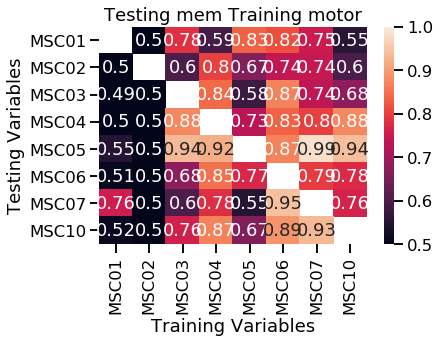 Testing mem Training motor
MSC01 0.5 0.78 0.59 0.83 0.82 0.75 0.55
MSC02 0.5 0.6 0.8 0.67 0.74 0.74 0.6
MSC03 0.49 0.5 0.84 0.58 0.87 0.74 0.68
MSC04 0.5 0.5 0.88 0.73 0.83 0.8 0.88
MSC05 0.55 0.5 0.94 0.92 0.87 0.99 0.94
MSC06 0.51 0.5 0.68 0.85 0.77 0.79 0.78
MSC07 0.76 0.5 0.6 0.78 0.55 0.95 0.76
MSC10 0.52 0.5 0.76 0.87 0.67 0.89 0.93
MSC01 MSC02 MSC03 MSC04 MSC05 MSC06 MSC07 MSC10
Training Variables
Testing Variables
1.0
0.9
0.8
0.7
0.6
0.5